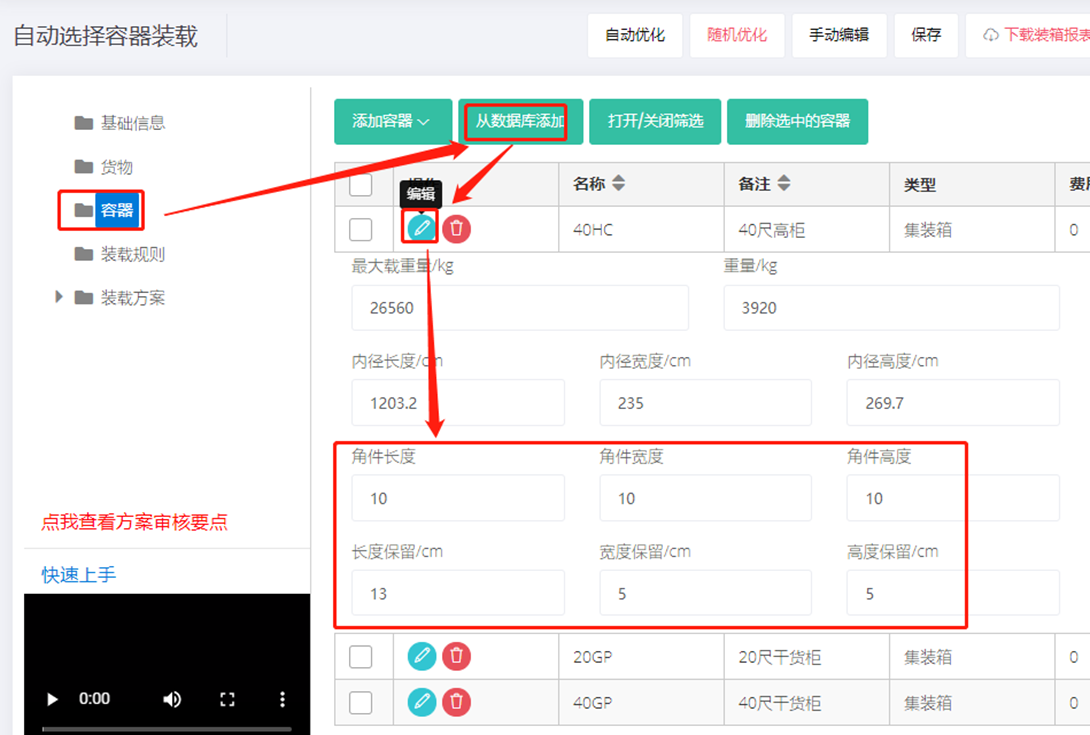 自动选择容器装载
自动优化 随机优化 手动编辑 保存 下载装箱报表
基础信息
货物
容器
装载规则
装载方案
点我查看方案审核要点
快速上手
0:00
添加容器 从数据库添加 打开/关闭筛选 删除选中的容器
编辑
名称 备注 类型
40HC 40尺高柜 集装箱 0
最大载重量/kg 重量/kg
26560 3920
内径长度/cm 内径宽度/cm 内径高度/cm
1203.2 235 269.7
角件长度 角件宽度 角件高度
10 10 10
长度保留/cm 宽度保留/cm 高度保留/cm
13 5 5
20GP 20尺干货柜 集装箱 0
40GP 40尺干货柜 集装箱 0